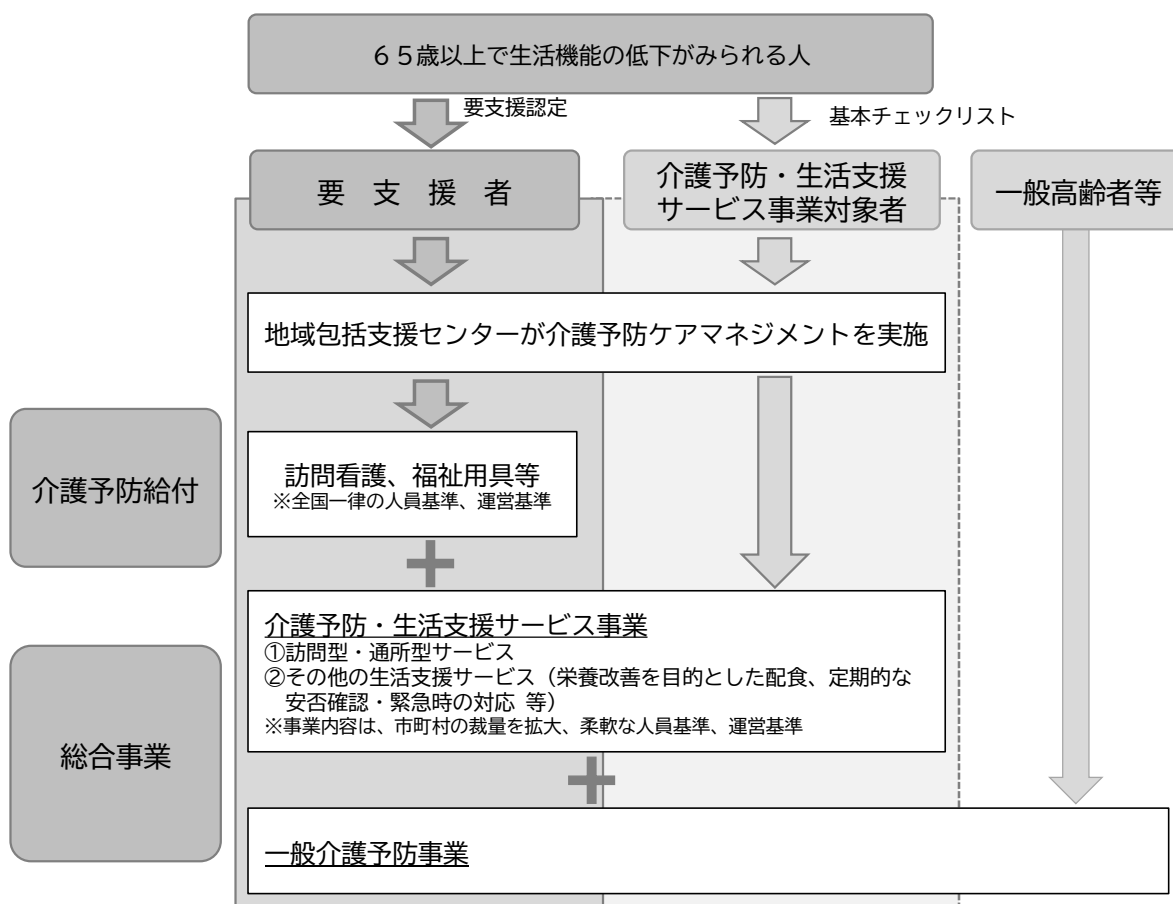 ６５歳以上で生活機能の低下がみられる人
要支援認定
基本チェックリスト
要　支　援　者
介護予防・生活支援
サービス事業対象者
一般高齢者等
地域包括支援センターが介護予防ケアマネジメントを実施
介護予防給付
訪問看護、福祉用具等
※全国一律の人員基準、運営基準
総合事業
介護予防・生活支援サービス事業
①訪問型・通所型サービス
②その他の生活支援サービス（栄養改善を目的とした配食、定期的な
安否確認・緊急時の対応 等）
※事業内容は、市町村の裁量を拡大、柔軟な人員基準、運営基準
一般介護予防事業